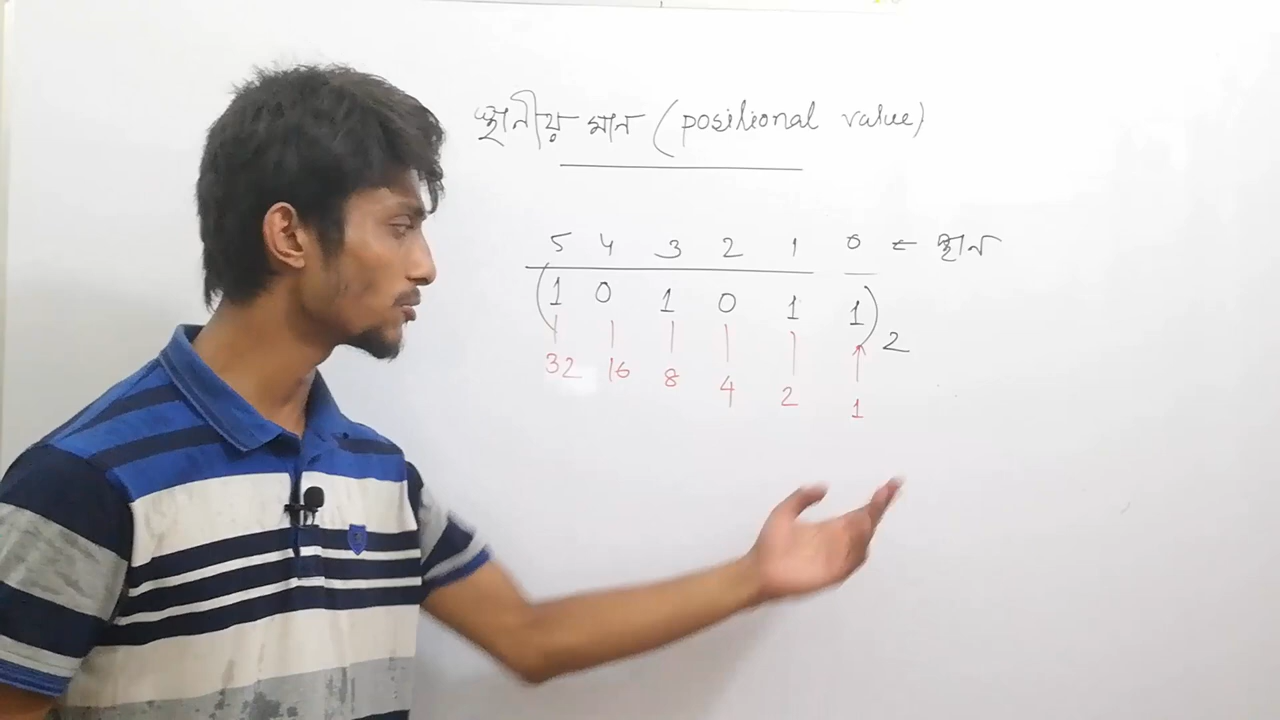 স্থানীয় মান (positional value)
5 4 3 2 1 0 ← স্থান
(1 0 1 0 1 1)2
32 16 8 4 2 1